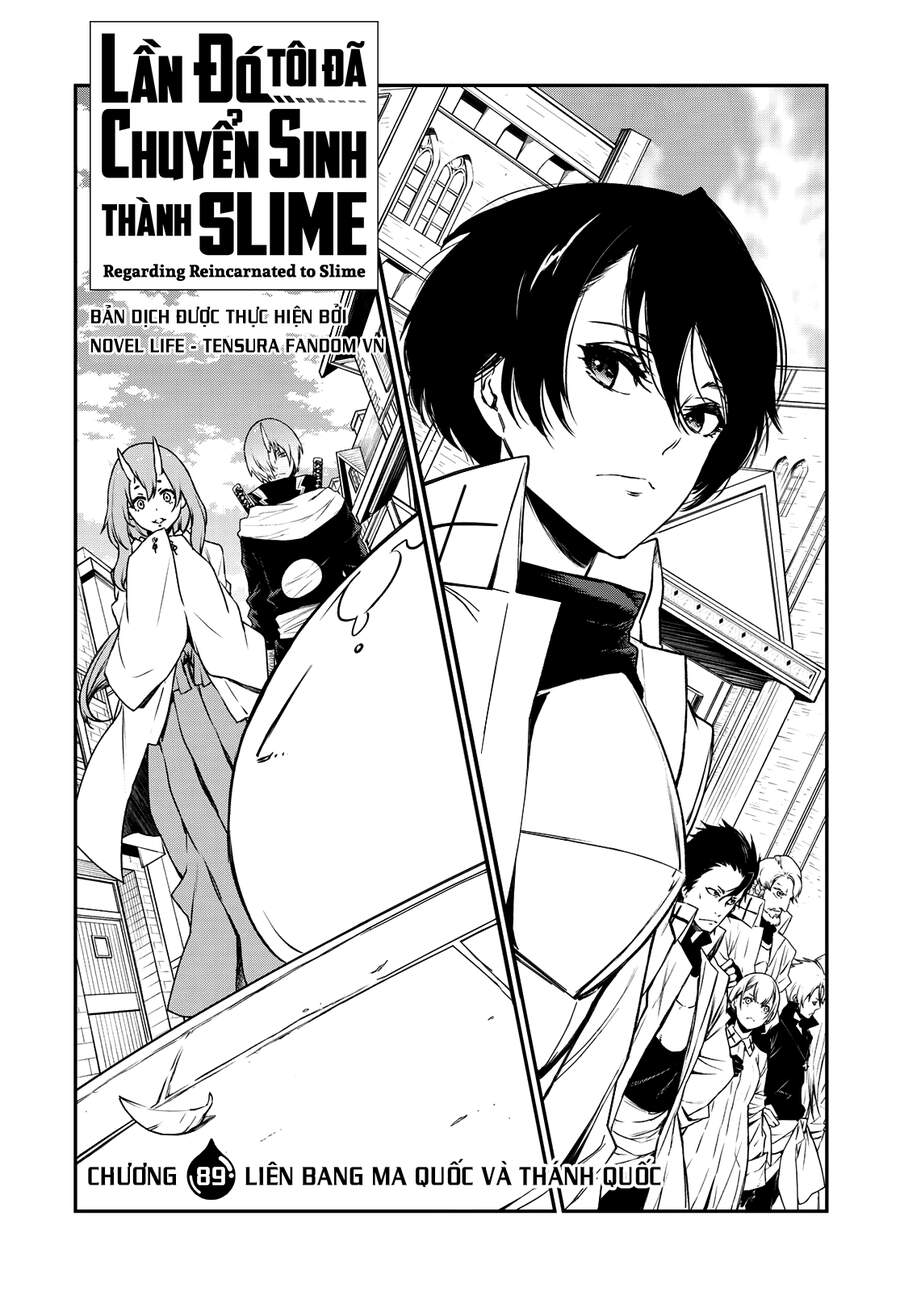 LẦN ĐÓ TÔI ĐÃ
CHUYỂN SINH
THÀNH SLIME
Regarding Reincarnated to Slime
BẢN DỊCH ĐƯỢC THỰC HIỆN BỞI
NOVEL LIFE - TENSURA FANDOM VN
CHƯƠNG 89 LIÊN BANG MA QUỐC VÀ THÁNH QUỐC